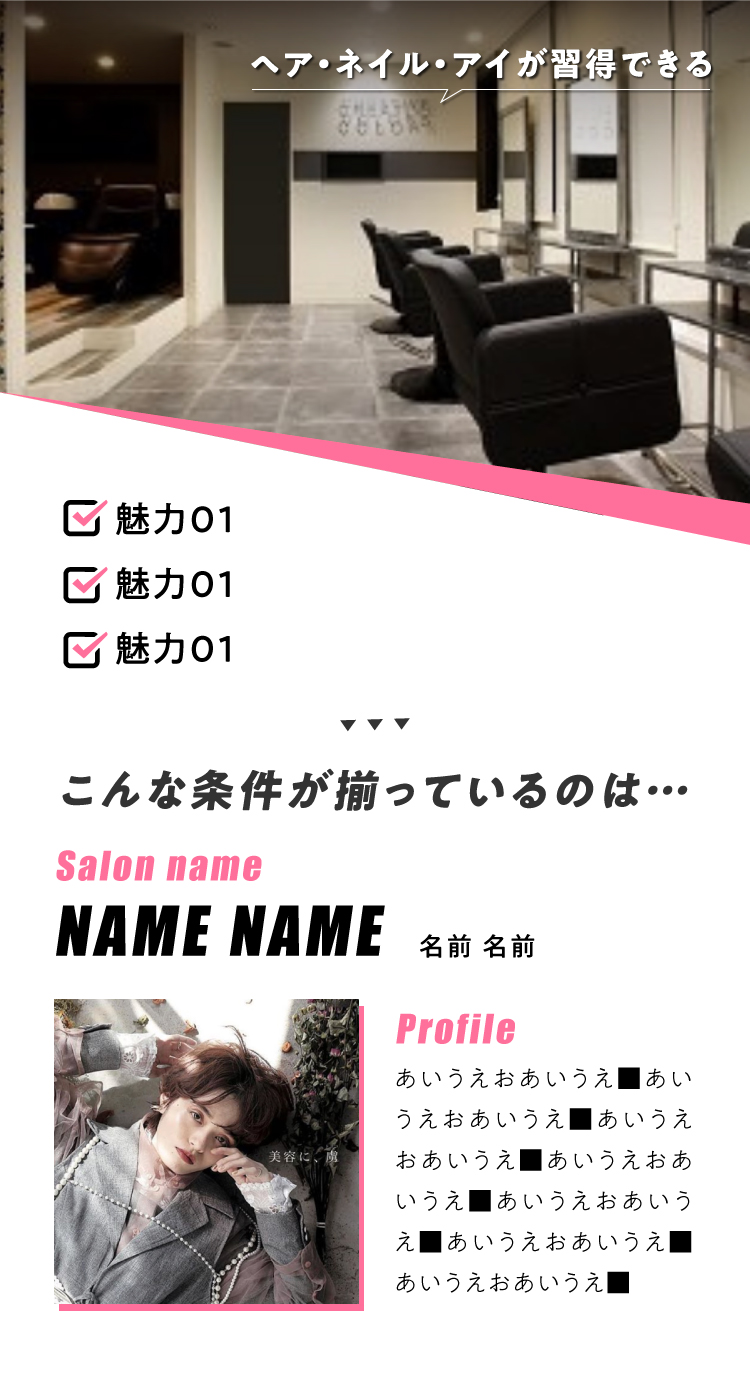 ヘア・ネイル・アイが習得できる
魅力01
魅力01
魅力01
こんな条件が揃っているのは…
Salon name
NAME NAME 名前 名前
Profile
あいうえおあいうえ■あい
うえおあいうえ■あいうえ
おあいうえ■あいうえおあ
いうえ■あいうえおあいう
え■あいうえおあいうえ■
あいうえおあいうえ■
美容に、虜